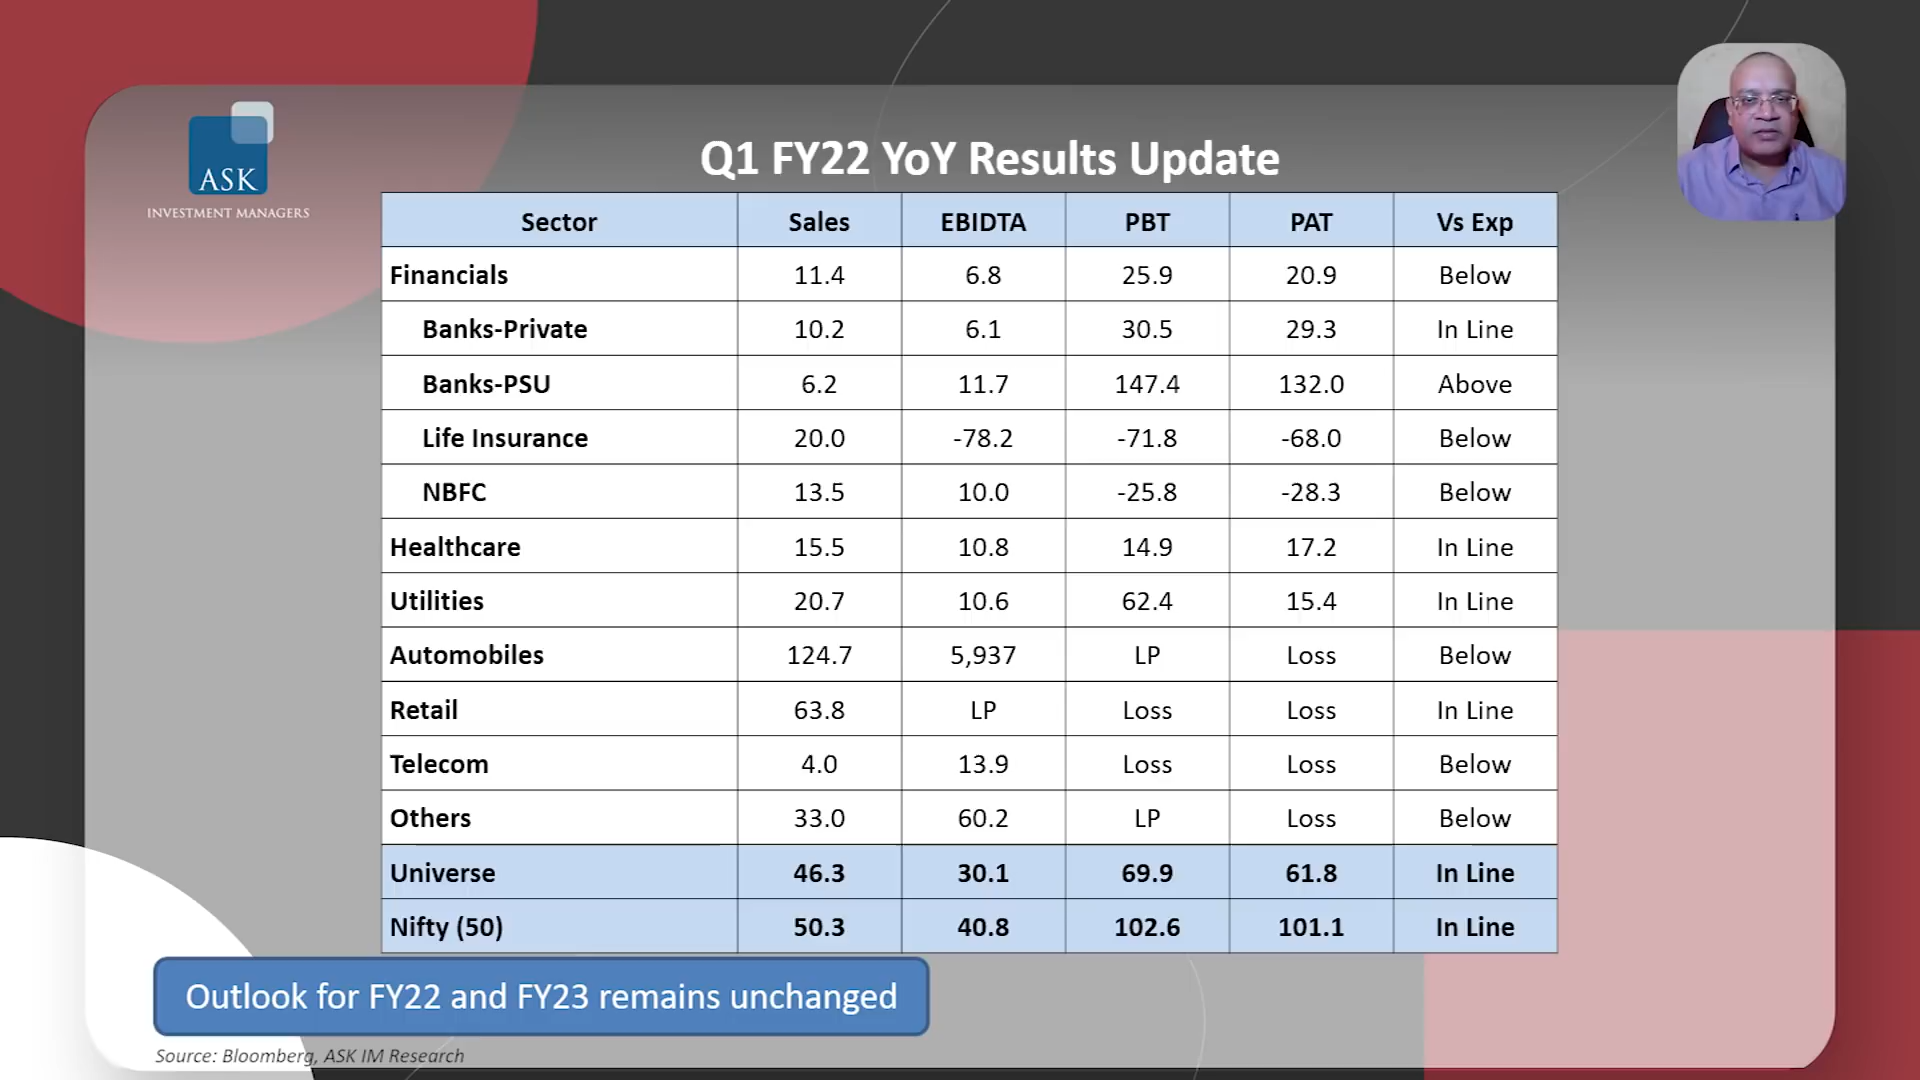 ASK
INVESTMENT MANAGERS
Q1 FY22 YoY Results Update
Sector Sales EBIDTA PBT PAT Vs Exp
Financials 11.4 6.8 25.9 20.9 Below
Banks-Private 10.2 6.1 30.5 29.3 In Line
Banks-PSU 6.2 11.7 147.4 132.0 Above
Life Insurance 20.0 -78.2 -71.8 -68.0 Below
NBFC 13.5 10.0 -25.8 -28.3 Below
Healthcare 15.5 10.8 14.9 17.2 In Line
Utilities 20.7 10.6 62.4 15.4 In Line
Automobiles 124.7 5,937 LP Loss Below
Retail 63.8 LP Loss Loss In Line
Telecom 4.0 13.9 Loss Loss Below
Others 33.0 60.2 LP Loss Below
Universe 46.3 30.1 69.9 61.8 In Line
Nifty (50) 50.3 40.8 102.6 101.1 In Line
Outlook for FY22 and FY23 remains unchanged
Source: Bloomberg, ASK IM Research